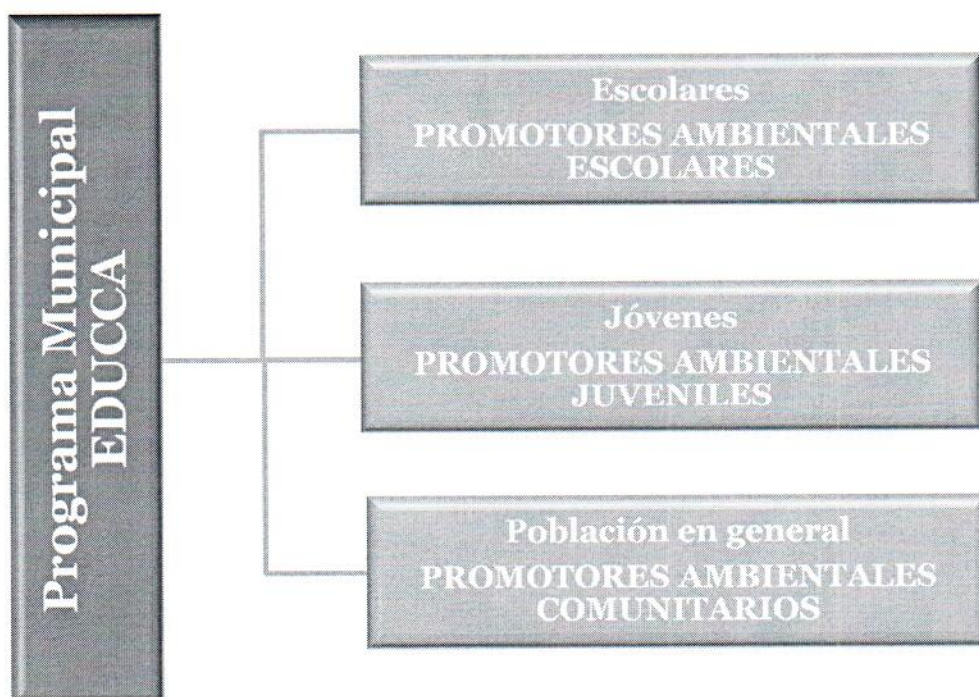 Programa Municipal
EDUCCA
Escolares
PROMOTORES AMBIENTALES
ESCOLARES
Jóvenes
PROMOTORES AMBIENTALES
JUVENILES
Población en general
PROMOTORES AMBIENTALES
COMUNITARIOS